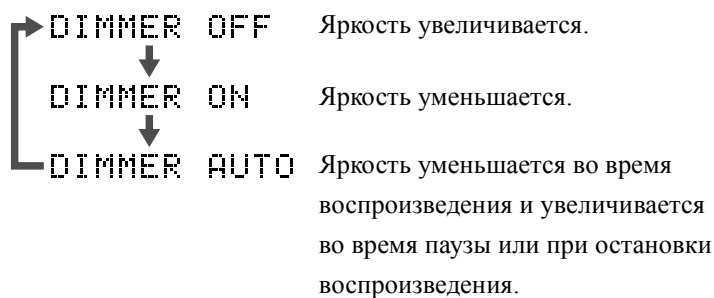 DIMMER OFF Яркость увеличивается.
DIMMER ON Яркость уменьшается.
DIMMER AUTO Яркость уменьшается во время
воспроизведения и увеличивается
во время паузы или при остановки
воспроизведения.